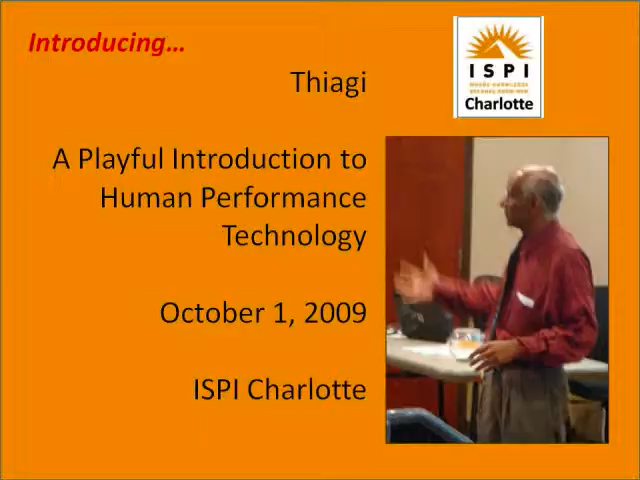 Introducing...
Thiagi
A Playful Introduction to
Human Performance
Technology
October 1, 2009
ISPI Charlotte
ISPI
Charlotte